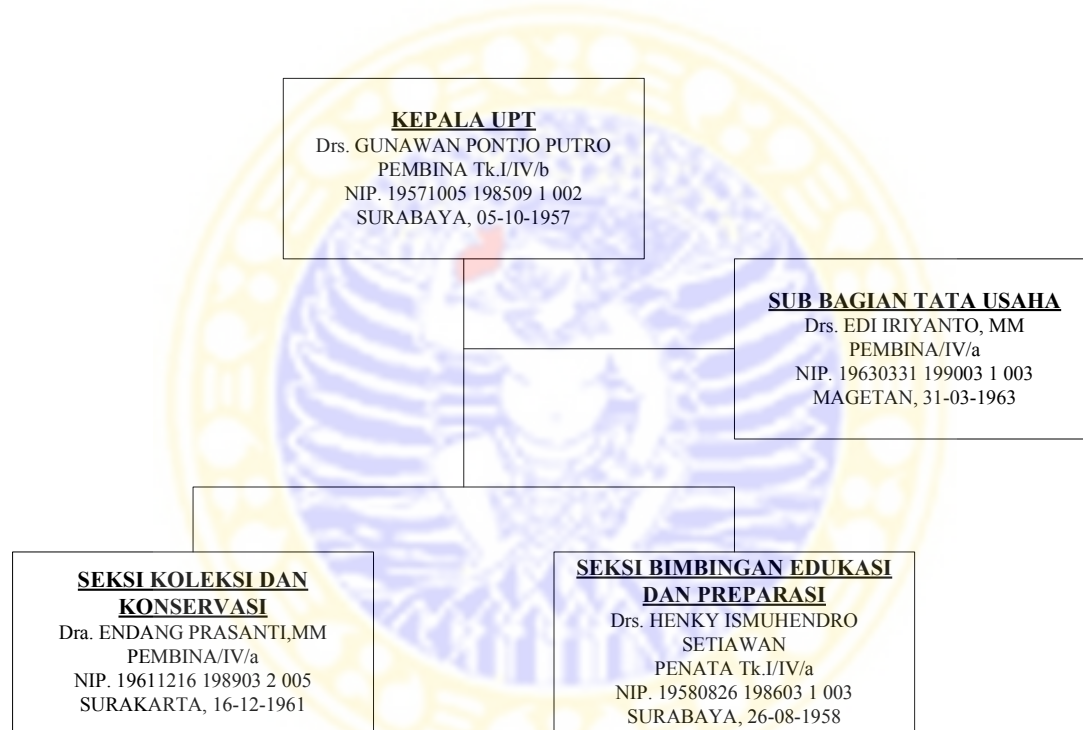 KEPALA UPT
Drs. GUNAWAN PONTJO PUTRO
PEMBINA Tk.I/IV/b
NIP. 19571005 198509 1 002
SURABAYA, 05-10-1957
SUB BAGIAN TATA USAHA
Drs. EDI IRIYANTO, MM
PEMBINA/IV/a
NIP. 19630331 199003 1 003
MAGETAN, 31-03-1963
SEKSI KOLEKSI DAN
KONSERVASI
Dra. ENDANG PRASANTI,MM
PEMBINA/IV/a
NIP. 19611216 198903 2 005
SURAKARTA, 16-12-1961
SEKSI BIMBINGAN EDUKASI
DAN PREPARASI
Drs. HENKY ISMUHENDRO
SETIAWAN
PENATA Tk.I/IV/a
NIP. 19580826 198603 1 003
SURABAYA, 26-08-1958